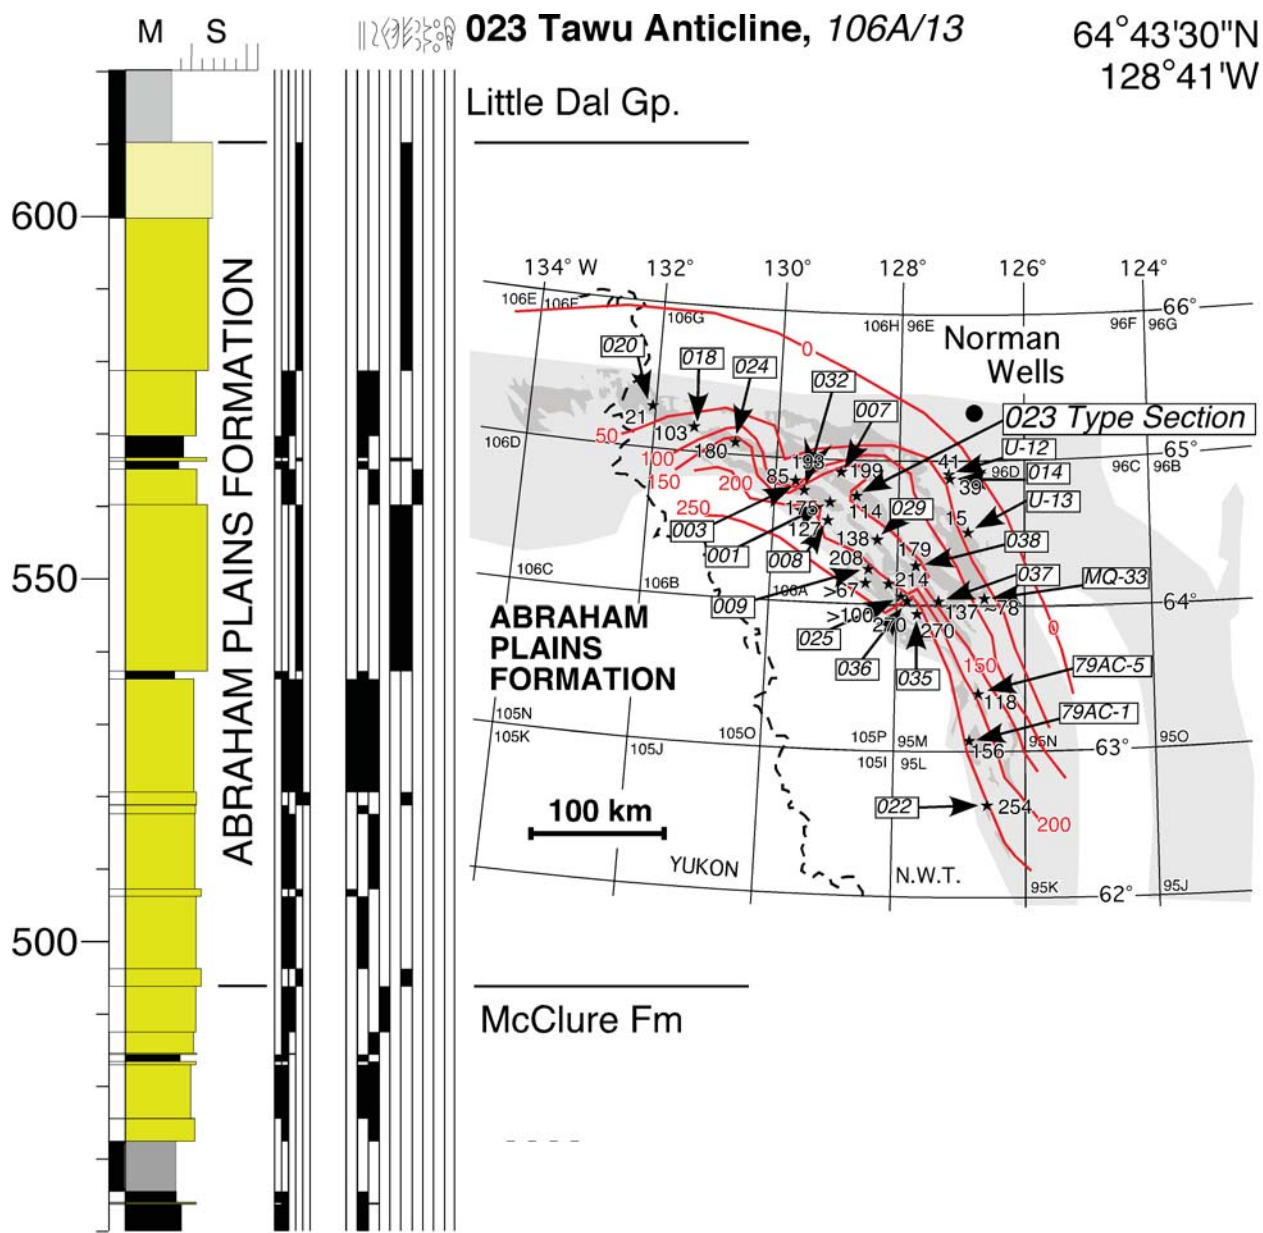 M S
023 Tawu Anticline, 106A/13
64°43'30"N
128°41'W
Little Dal Gp.
600
550
500
ABRAHAM PLAINS FORMATION
McClure Fm
134° W 132° 130° 128° 126° 124°
106E 106F 106G 106H 96E 96F 96G
66°
0
Norman
Wells
020 018 024 032 007
023 Type Section
21 103 180 193 199 41
U-12
106D
50
65°
96D 96C 96B
014
100
85
39
150 200
114
029
U-13
175
15
250
003
127
138
001 008
179
038
208
106C 106B 106A
214
037
MQ-33
64°
009
>67
>100
137 ~78
0
ABRAHAM
PLAINS
FORMATION
025
270 270
036 035
150
79AC-5
118
79AC-1
105N
105K 105J 105O 105P 95M
105I 95L
156
95N
63°
95O
100 km
022
254
200
YUKON
N.W.T.
95K
62°
95J